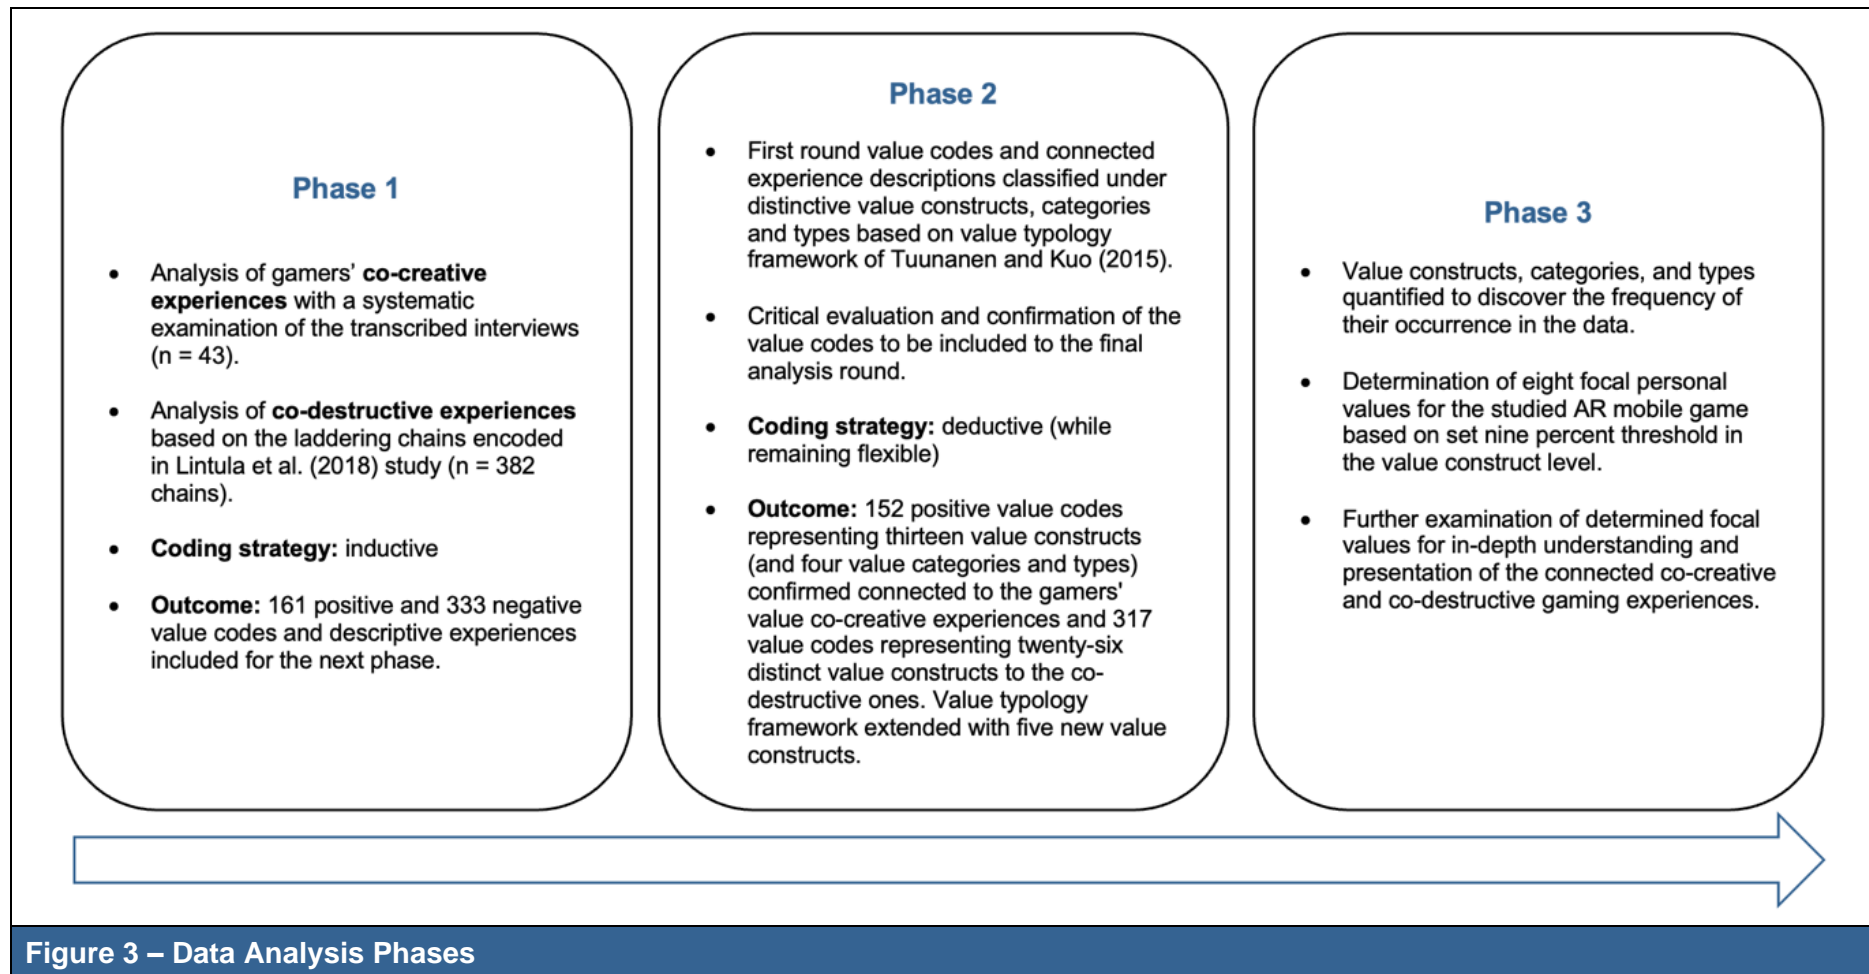 Phase 1
• Analysis of gamers' co-creative
experiences with a systematic
examination of the transcribed interviews
(n = 43).
• Analysis of co-destructive experiences
based on the laddering chains encoded
in Lintula et al. (2018) study (n = 382
chains).
• Coding strategy: inductive
• Outcome: 161 positive and 333 negative
value codes and descriptive experiences
included for the next phase.
Phase 2
• First round value codes and connected
experience descriptions classified under
distinctive value constructs, categories
and types based on value typology
framework of Tuunanen and Kuo (2015).
• Critical evaluation and confirmation of the
value codes to be included to the final
analysis round.
• Coding strategy: deductive (while
remaining flexible)
• Outcome: 152 positive value codes
representing thirteen value constructs
(and four value categories and types)
confirmed connected to the gamers'
value co-creative experiences and 317
value codes representing twenty-six
distinct value constructs to the co-
destructive ones. Value typology
framework extended with five new value
constructs.
Phase 3
• Value constructs, categories, and types
quantified to discover the frequency of
their occurrence in the data.
• Determination of eight focal personal
values for the studied AR mobile game
based on set nine percent threshold in
the value construct level.
• Further examination of determined focal
values for in-depth understanding and
presentation of the connected co-creative
and co-destructive gaming experiences.
Figure 3 – Data Analysis Phases